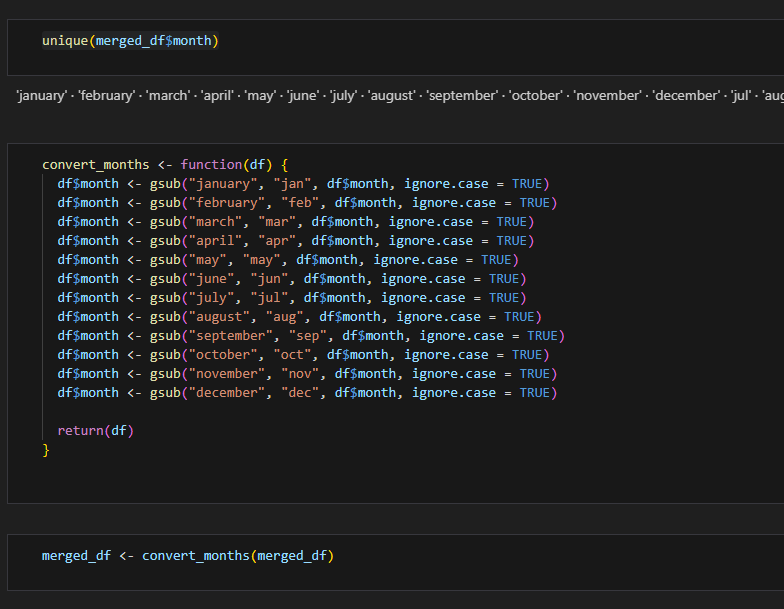 unique(merged_df$month)
'january' · 'february' · 'march' · 'april' · 'may' · 'june' · 'july' · 'august' · 'september' · 'october' · 'november' · 'december' · 'jul' · 'aug
convert_months <- function(df) {
  df$month <- gsub("january", "jan", df$month, ignore.case = TRUE)
  df$month <- gsub("february", "feb", df$month, ignore.case = TRUE)
  df$month <- gsub("march", "mar", df$month, ignore.case = TRUE)
  df$month <- gsub("april", "apr", df$month, ignore.case = TRUE)
  df$month <- gsub("may", "may", df$month, ignore.case = TRUE)
  df$month <- gsub("june", "jun", df$month, ignore.case = TRUE)
  df$month <- gsub("july", "jul", df$month, ignore.case = TRUE)
  df$month <- gsub("august", "aug", df$month, ignore.case = TRUE)
  df$month <- gsub("september", "sep", df$month, ignore.case = TRUE)
  df$month <- gsub("october", "oct", df$month, ignore.case = TRUE)
  df$month <- gsub("november", "nov", df$month, ignore.case = TRUE)
  df$month <- gsub("december", "dec", df$month, ignore.case = TRUE)
  return(df)
}
merged_df <- convert_months(merged_df)